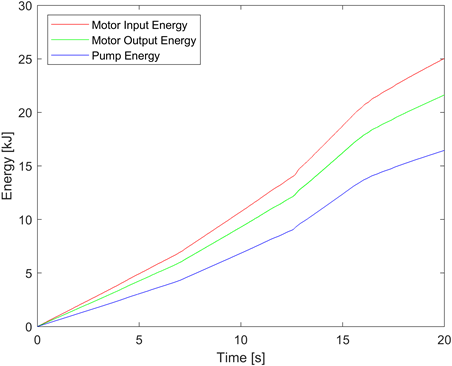 30
Motor Input Energy
Motor Output Energy
Pump Energy
25
20
15
10
5
0
Energy [kJ]
0 5 10 15 20
Time [s]